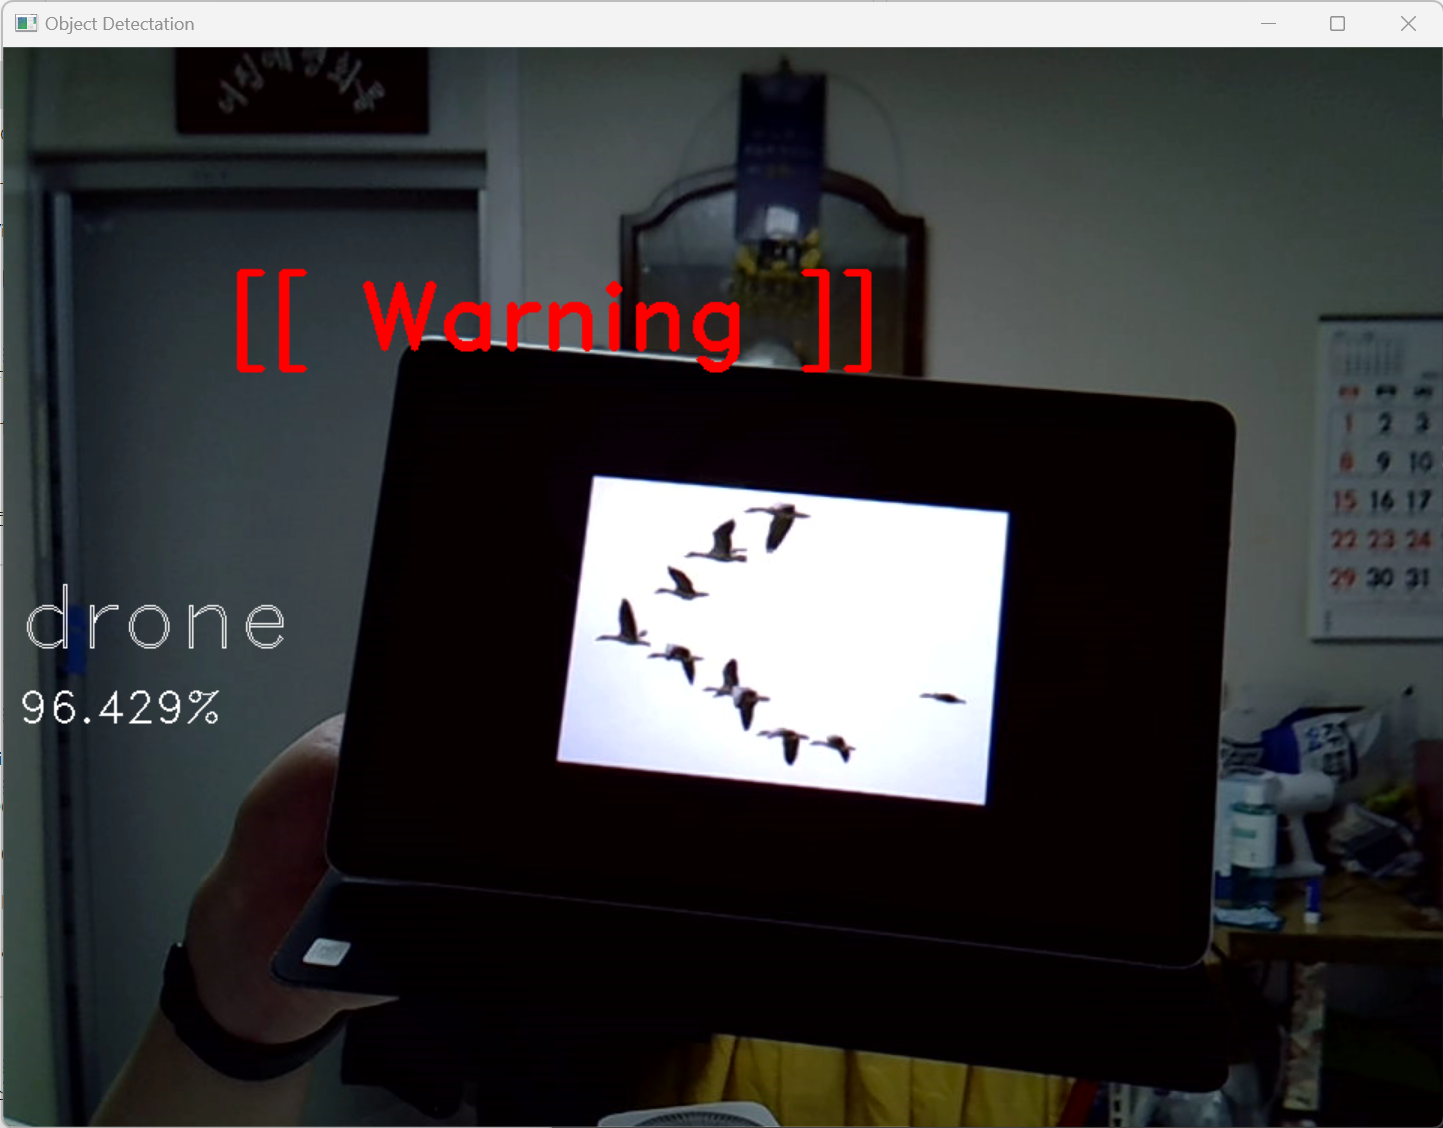 Object Detectation
[[ Warning ]]
1 2 3
8 9 10
15 16 17
22 23 24
29 30 31
drone
96.429%